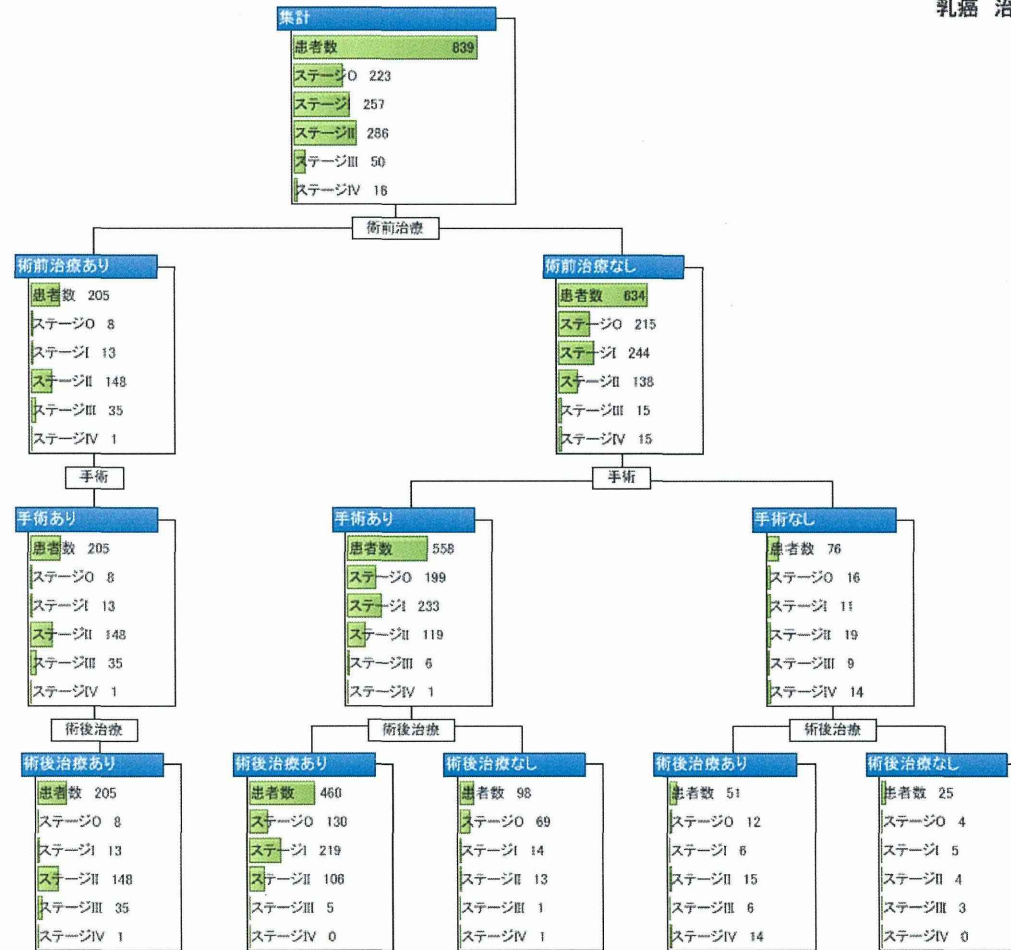 乳癌 治
集計
患者数 839
ステージ0 223
ステージI 257
ステージII 286
ステージIII 50
ステージIV 16
術前治療
術前治療あり
患者数 205
ステージ0 8
ステージI 13
ステージII 148
ステージIII 35
ステージIV 1
術前治療なし
患者数 634
ステージ0 215
ステージI 244
ステージII 138
ステージIII 15
ステージIV 15
手術
手術
手術あり
患者数 205
ステージ0 8
ステージI 13
ステージII 148
ステージIII 35
ステージIV 1
手術あり
患者数 558
ステージ0 199
ステージI 233
ステージII 119
ステージIII 6
ステージIV 1
手術なし
患者数 76
ステージ0 16
ステージI 11
ステージII 19
ステージIII 9
ステージIV 14
術後治療
術後治療
術後治療
術後治療あり
患者数 205
ステージ0 8
ステージI 13
ステージII 148
ステージIII 35
ステージIV 1
術後治療あり
患者数 460
ステージ0 130
ステージI 219
ステージII 106
ステージIII 5
ステージIV 0
術後治療なし
患者数 98
ステージ0 69
ステージI 14
ステージII 13
ステージIII 1
ステージIV 1
術後治療あり
患者数 51
ステージ0 12
ステージI 6
ステージII 15
ステージIII 6
ステージIV 14
術後治療なし
患者数 25
ステージ0 4
ステージI 5
ステージII 4
ステージIII 3
ステージIV 0